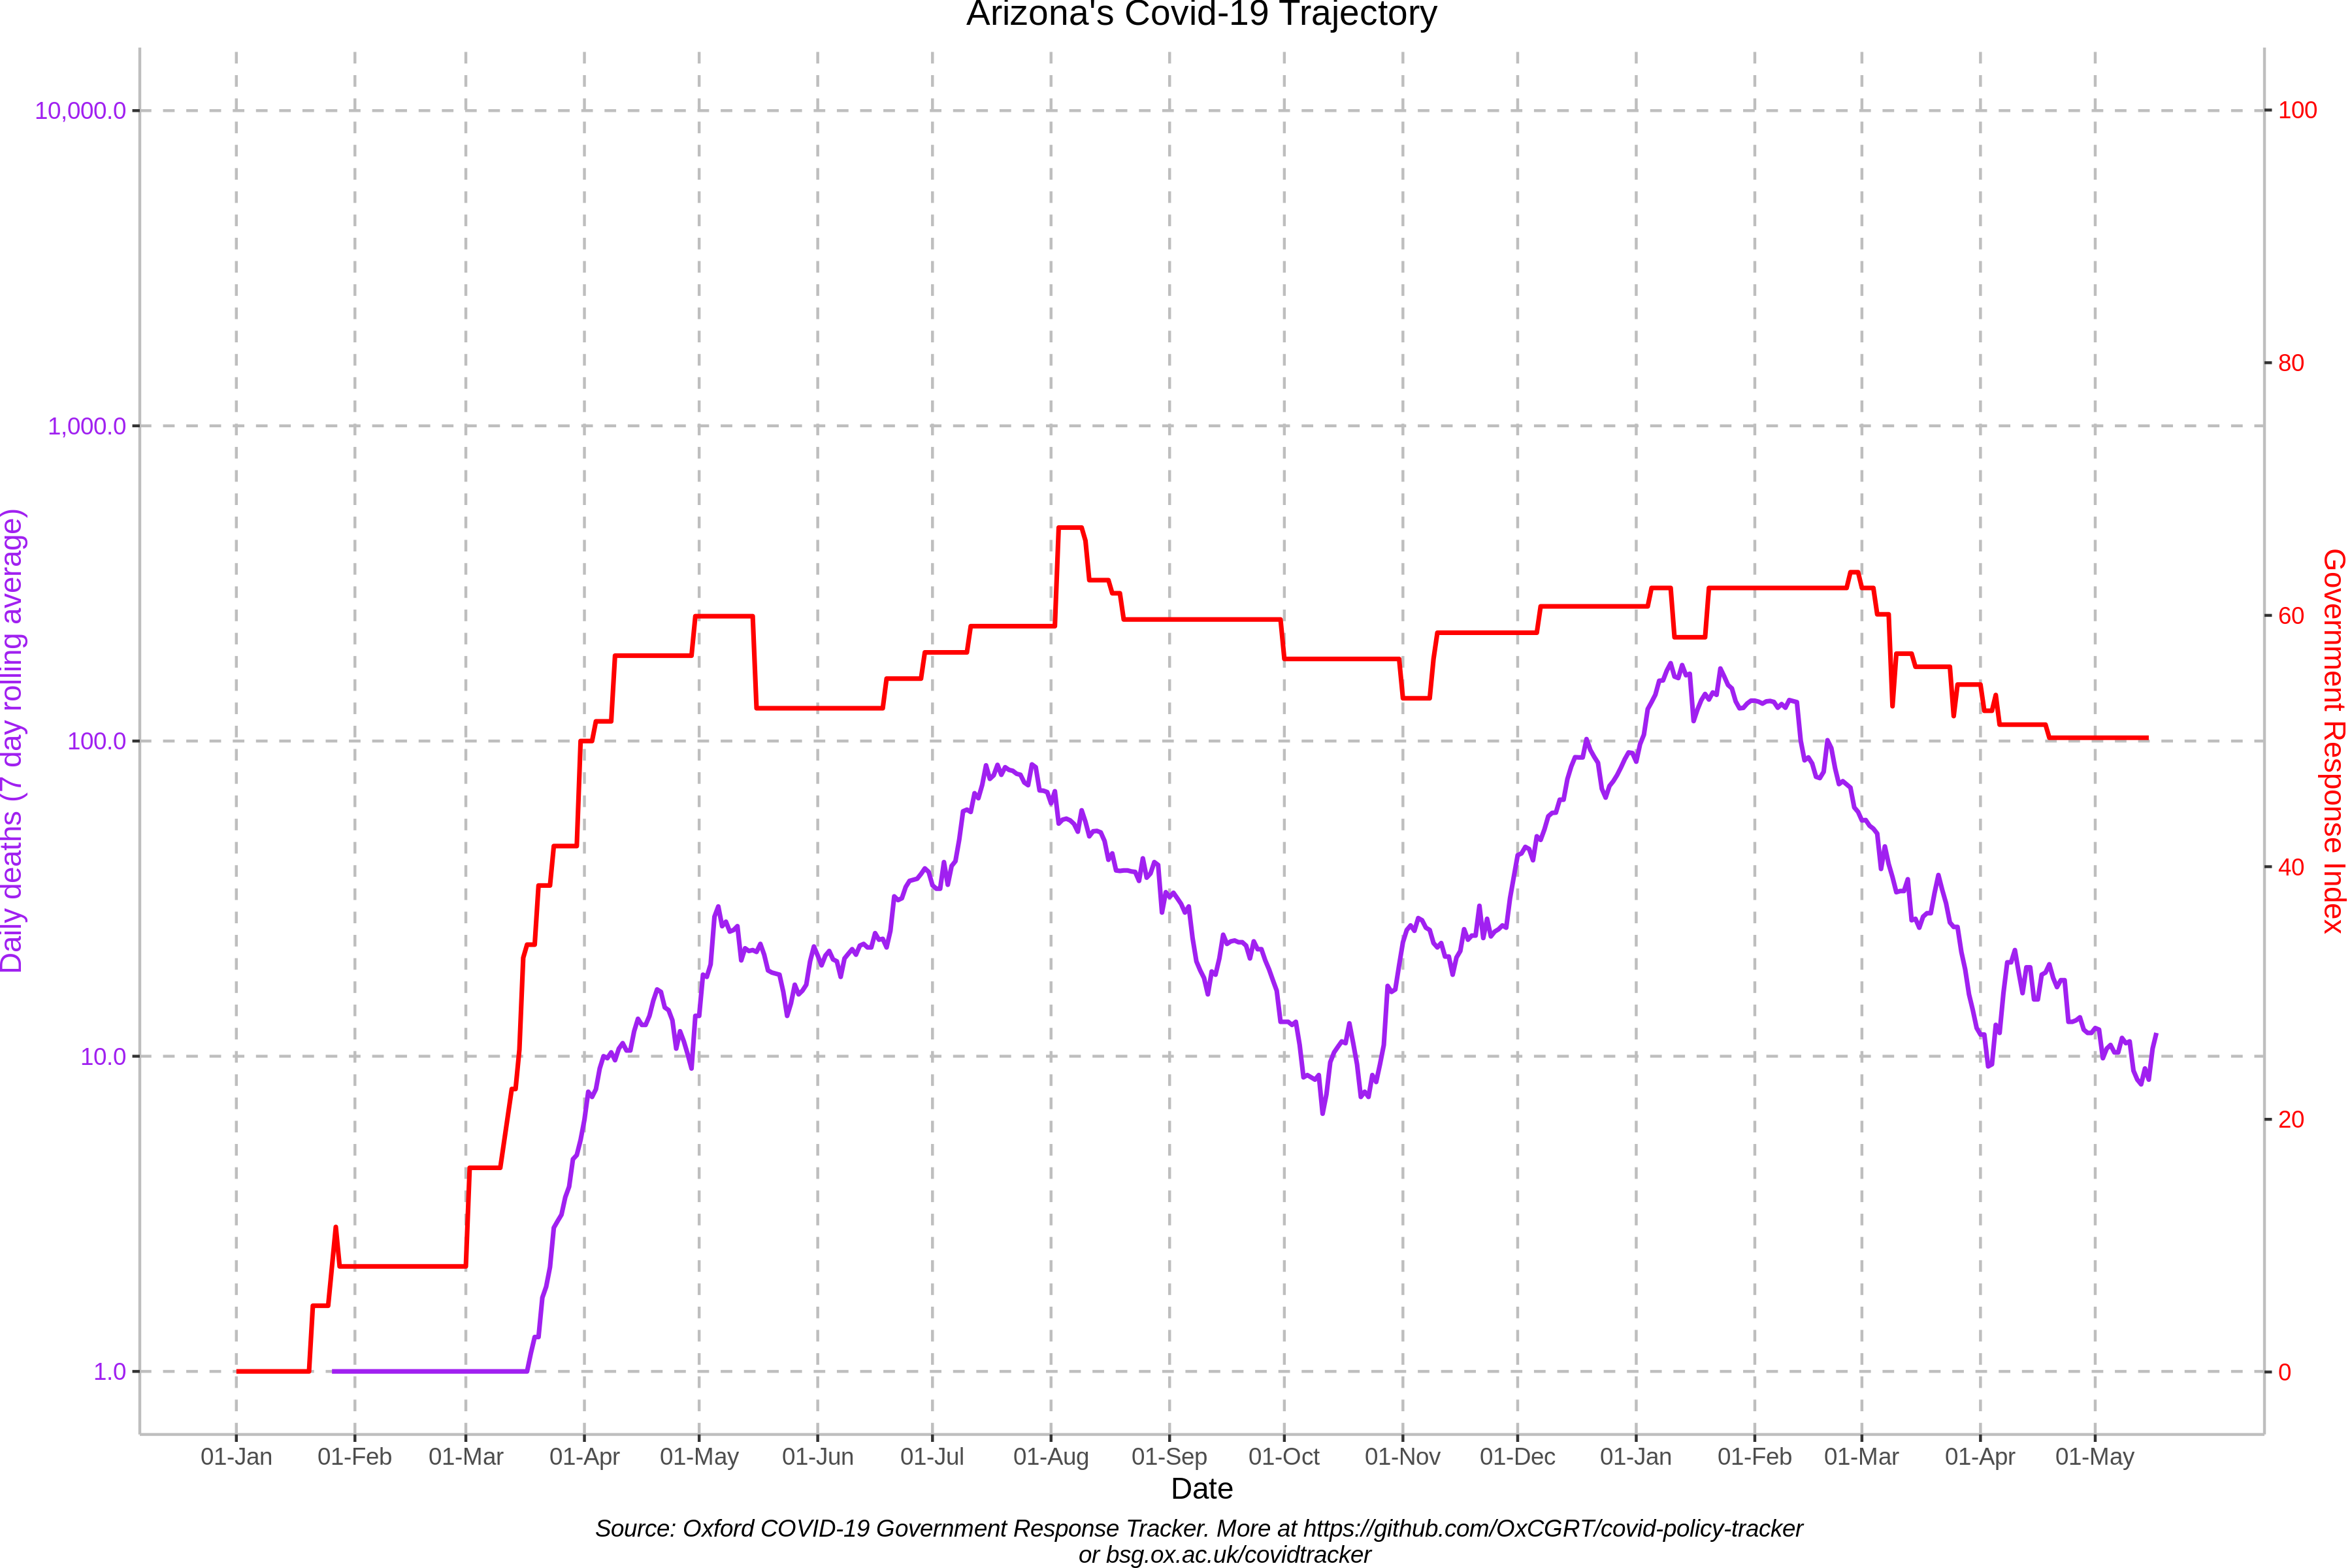 Arizona's Covid-19 Trajectory
10,000.0
1,000.0
100.0
10.0
1.0
Daily deaths (7 day rolling average)
100
80
60
40
20
0
Government Response Index
01-Jan 01-Feb 01-Mar 01-Apr 01-May 01-Jun 01-Jul 01-Aug 01-Sep 01-Oct 01-Nov 01-Dec 01-Jan 01-Feb 01-Mar 01-Apr 01-May
Date
Source: Oxford COVID-19 Government Response Tracker. More at https://github.com/OxCGRT/covid-policy-tracker
or bsg.ox.ac.uk/covidtracker